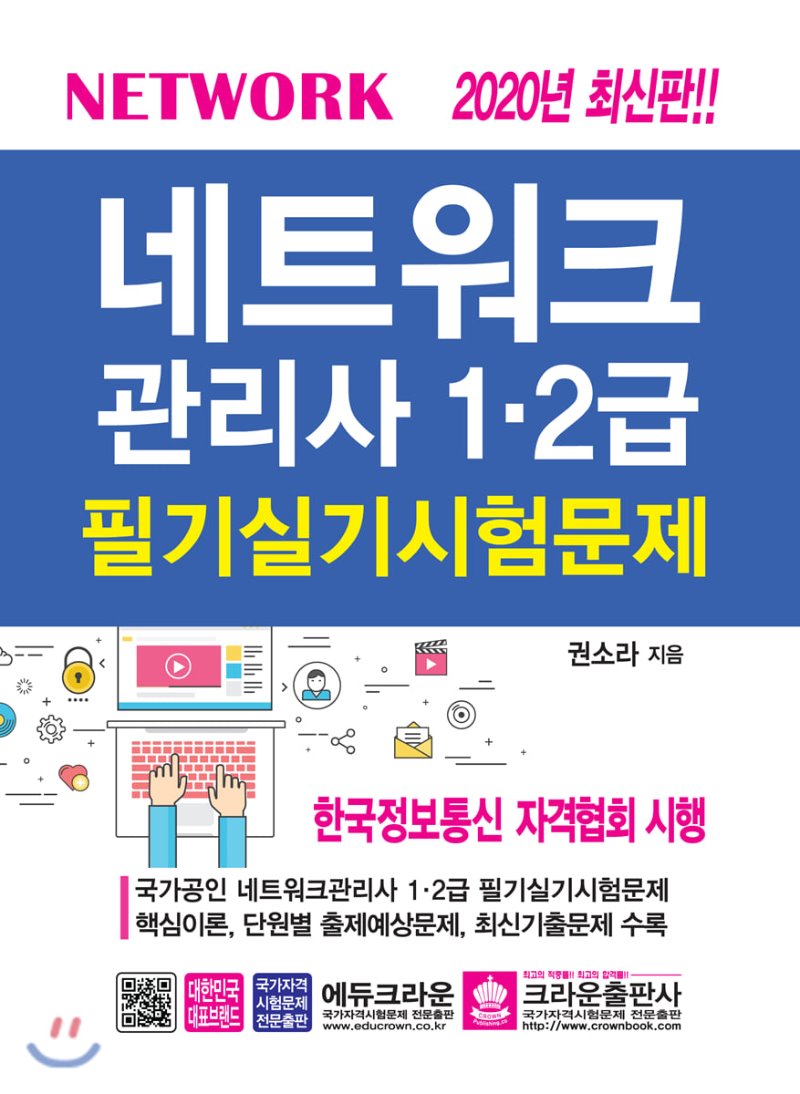 NETWORK 2020년 최신판!!
네트워크
관리사 1·2급
필기실기시험문제
권소라 지음
한국정보통신 자격협회 시행
국가공인 네트워크관리사 1·2급 필기실기시험문제
핵심이론, 단원별 출제예상문제, 최신기출문제 수록
대한민국
대표브랜드
국가자격
시험문제
전문출판
에듀크라운
국가자격시험문제 전문출판
www.educrown.co.kr
CROWN
Publishing.co
최고의 적중률!! 최고의 합격률!!
크라운출판사
국가자격시험문제 전문출판
http://www.crownbook.com